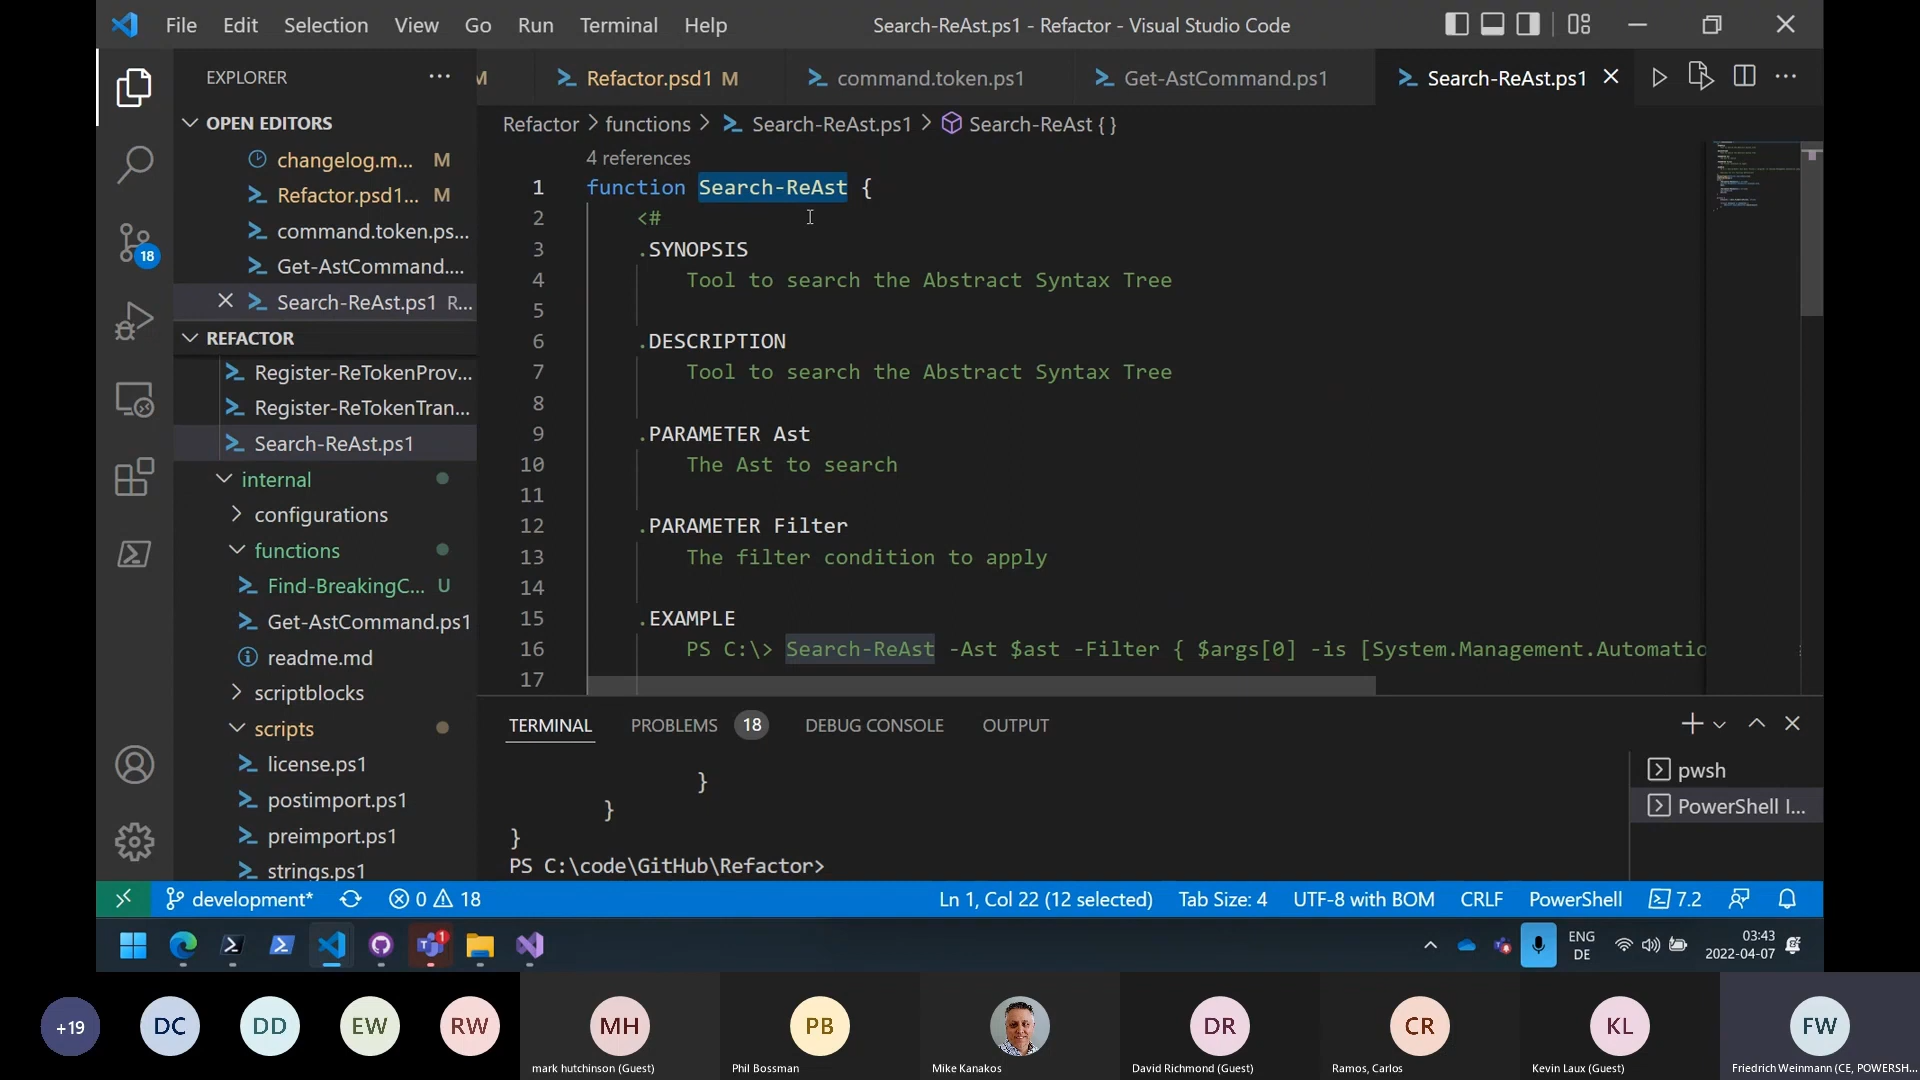 File Edit Selection View Go Run Terminal Help
Search-ReAst.ps1 - Refactor - Visual Studio Code
EXPLORER
OPEN EDITORS
changelog.m... M
Refactor.psd1... M
command.token.ps...
Get-AstCommand....
Search-ReAst.ps1 R...
REFACTOR
Register-ReTokenProv...
Register-ReTokenTran...
Search-ReAst.ps1
internal
configurations
functions
Find-BreakingC... U
Get-AstCommand.ps1
readme.md
scriptblocks
scripts
license.ps1
postimport.ps1
preimport.ps1
strings.ps1
18
M
Refactor.psd1 M
command.token.ps1
Get-AstCommand.ps1
Search-ReAst.ps1
Refactor > functions > Search-ReAst.ps1 > Search-ReAst { }
4 references
1 function Search-ReAst {
2 <#
3 .SYNOPSIS
4 Tool to search the Abstract Syntax Tree
5
6 .DESCRIPTION
7 Tool to search the Abstract Syntax Tree
8
9 .PARAMETER Ast
10 The Ast to search
11
12 .PARAMETER Filter
13 The filter condition to apply
14
15 .EXAMPLE
16 PS C:\> Search-ReAst -Ast $ast -Filter { $args[0] -is [System.Management.Automatio
17
TERMINAL PROBLEMS 18 DEBUG CONSOLE OUTPUT
}
}
}
PS C:\code\GitHub\Refactor>
pwsh
PowerShell I...
development* 0 18
Ln 1, Col 22 (12 selected) Tab Size: 4 UTF-8 with BOM CRLF PowerShell 7.2
1
ENG
DE
03:43
2022-04-07
+19 DC DD EW RW MH PB DR CR KL FW
mark hutchinson (Guest)
Phil Bossman
Mike Kanakos
David Richmond (Guest)
Ramos, Carlos
Kevin Laux (Guest)
Friedrich Weinmann (CE, POWERSH...